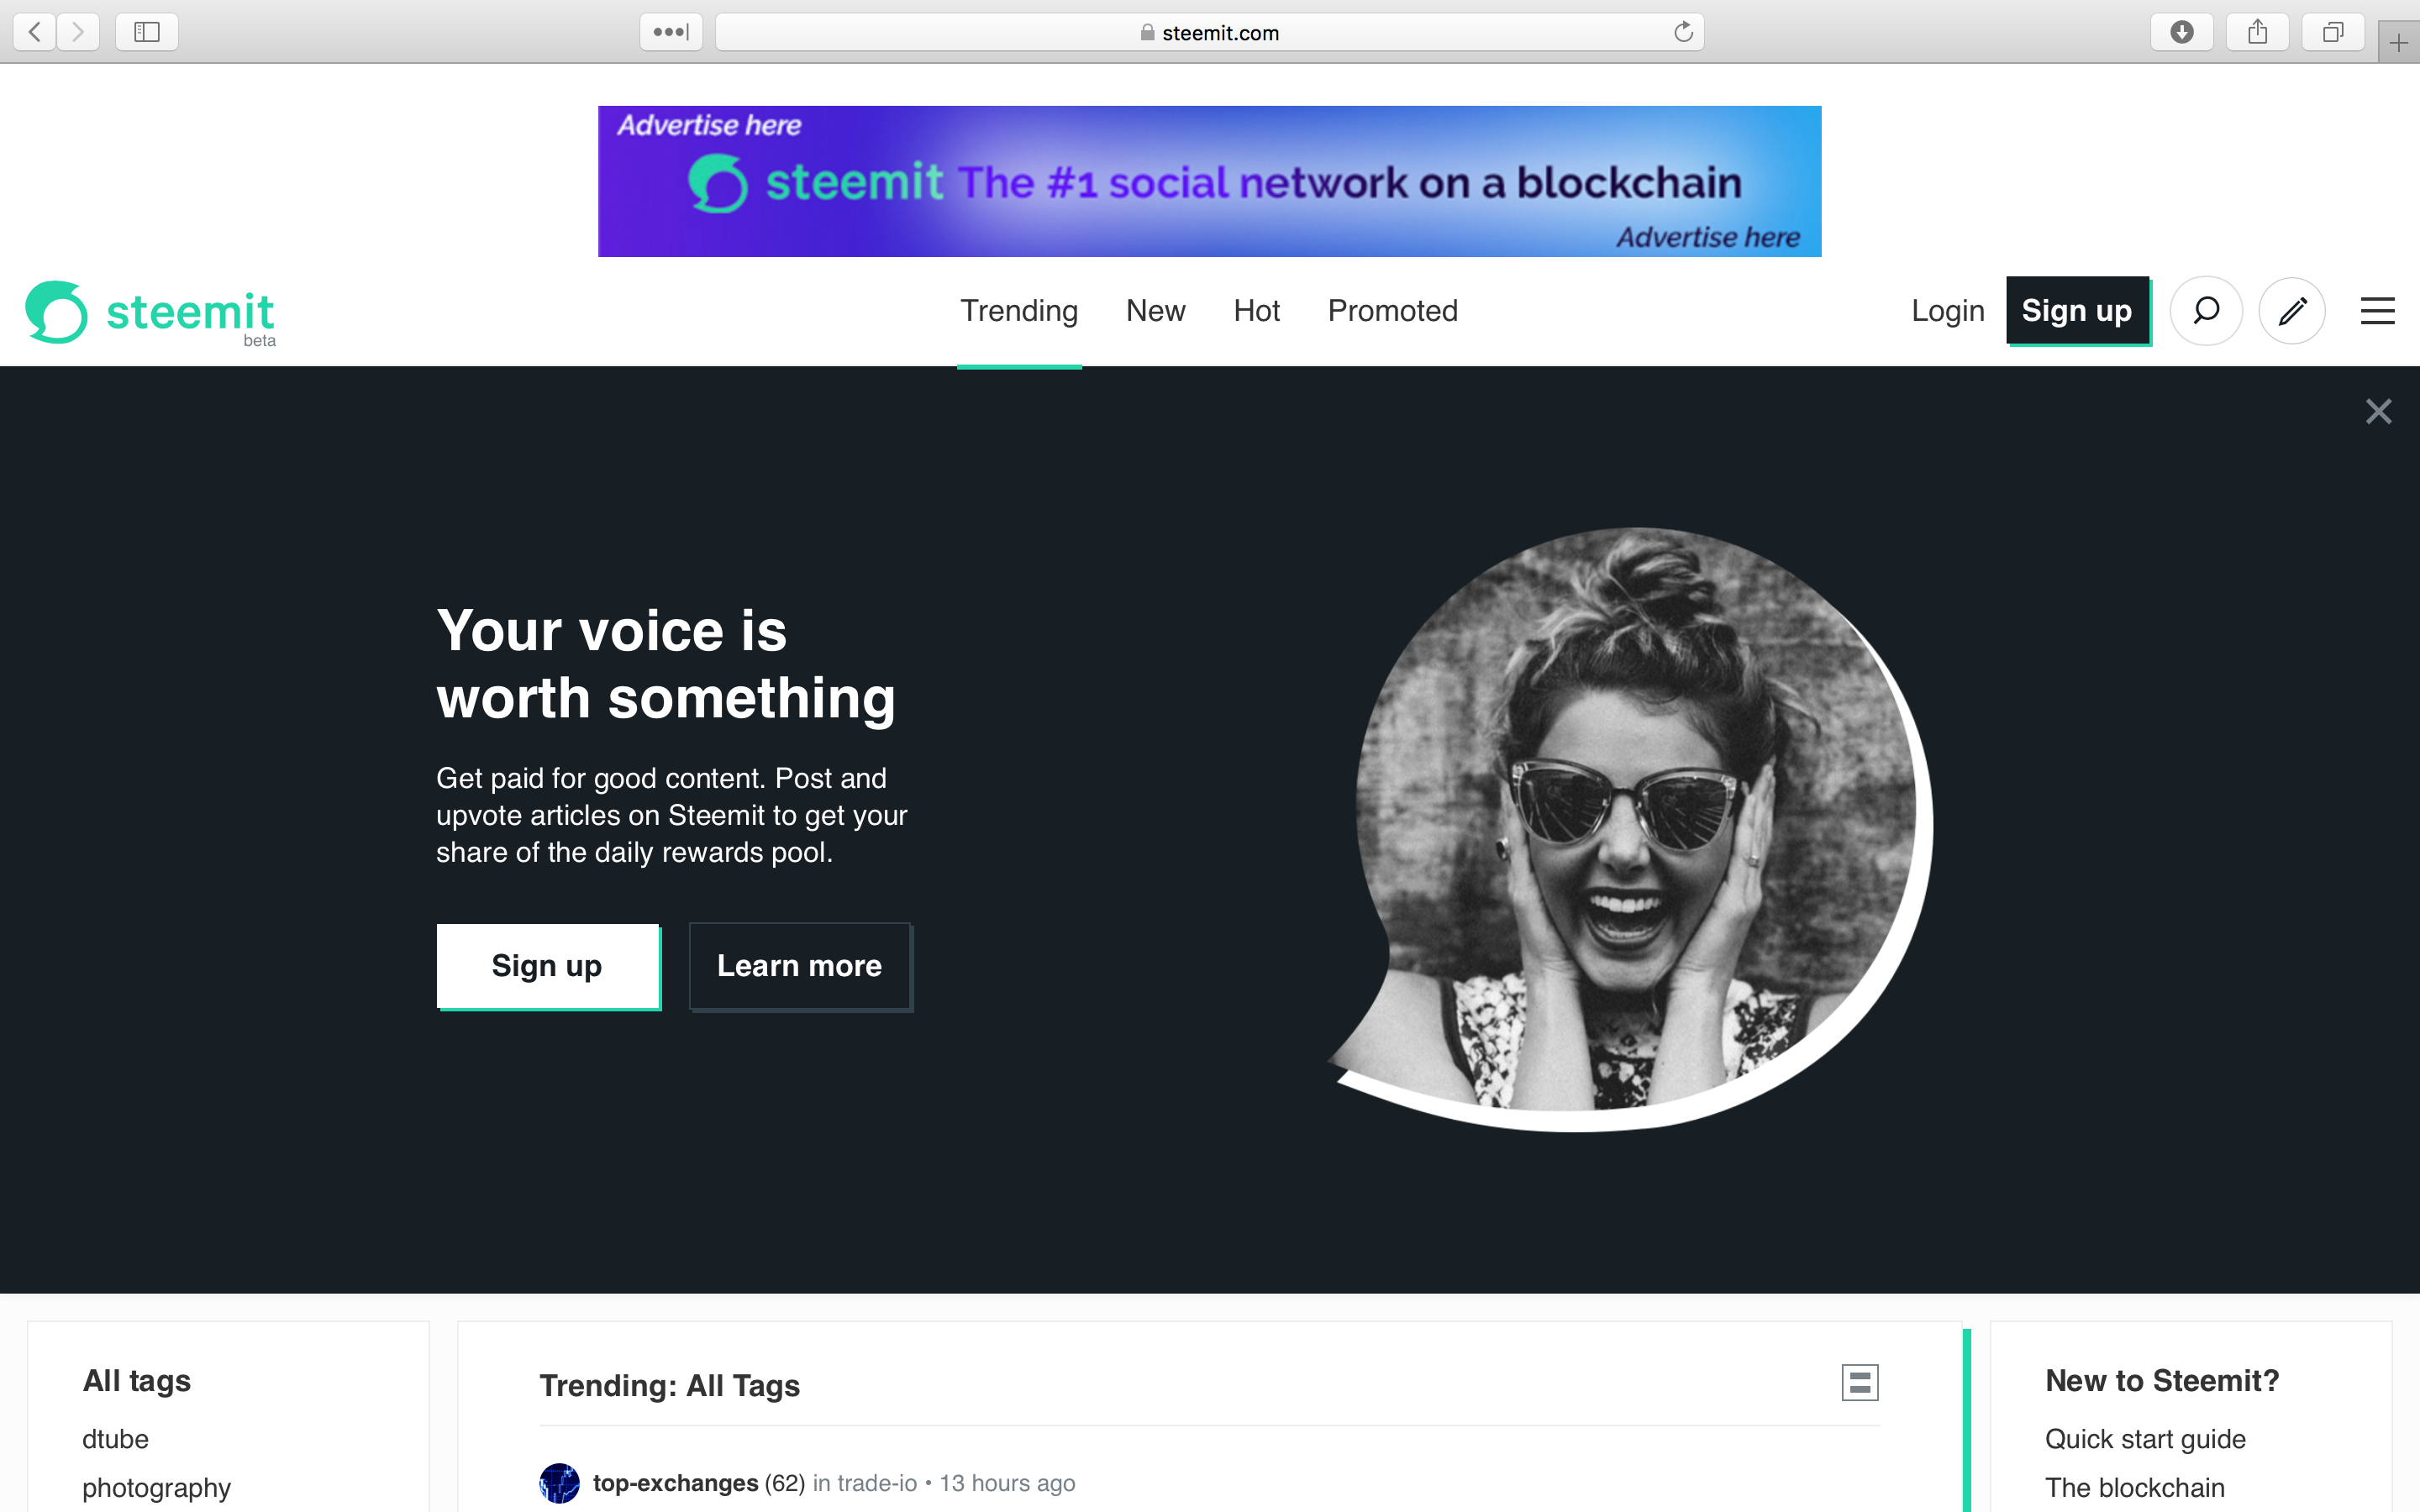 steemit.com
Advertise here
steemit The #1 social network on a blockchain
Advertise here
steemit
beta
Trending New Hot Promoted
Login Sign up
Your voice is
worth something
Get paid for good content. Post and
upvote articles on Steemit to get your
share of the daily rewards pool.
Sign up Learn more
All tags
dtube
photography
Trending: All Tags
top-exchanges (62) in trade-io • 13 hours ago
New to Steemit?
Quick start guide
The blockchain